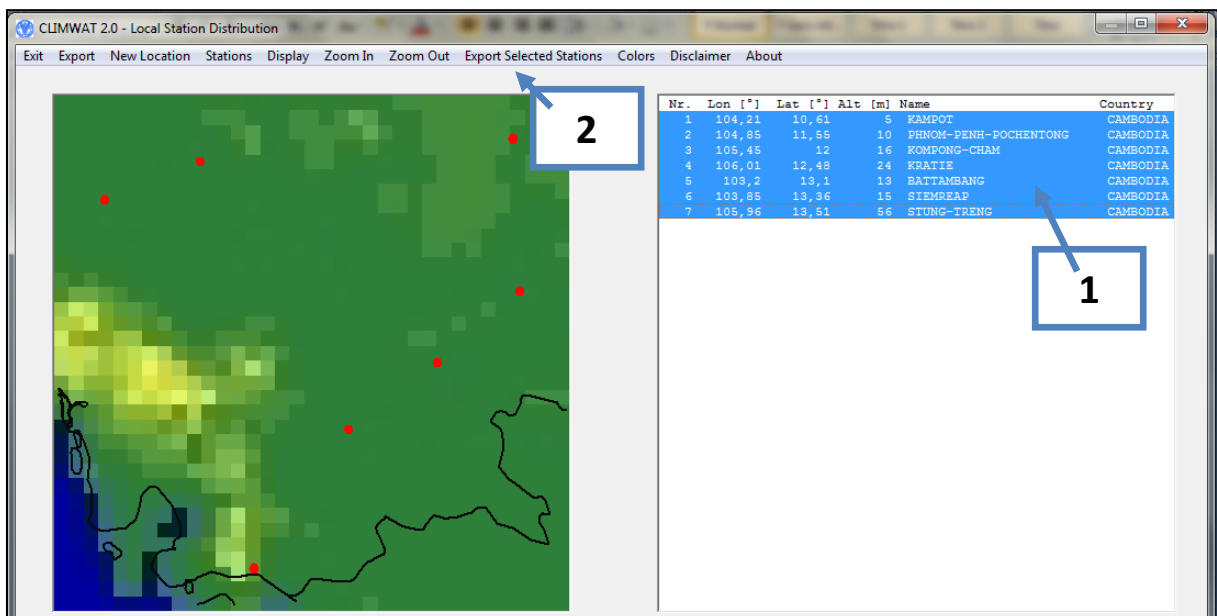 CLIMWAT 2.0 - Local Station Distribution
Exit Export New Location Stations Display Zoom In Zoom Out Export Selected Stations Colors Disclaimer About
2
Nr. Lon [°] Lat [°] Alt [m] Name Country
1 104,21 10,61 5 KAMPOT CAMBODIA
2 104,85 11,55 10 PHNOM-PENH-POCHENTONG CAMBODIA
3 105,45 12 16 KOMPONG-CHAM CAMBODIA
4 106,01 12,48 24 KRATIE CAMBODIA
5 103,2 13,1 13 BATTAMBANG CAMBODIA
6 103,85 13,36 15 SIEMREAP CAMBODIA
7 105,96 13,51 56 STUNG-TRENG CAMBODIA
1